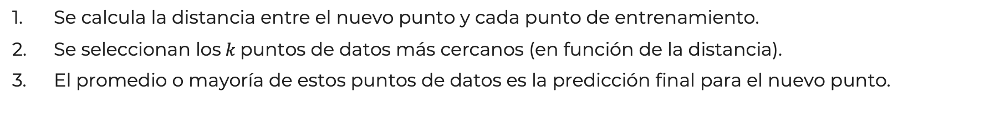 1. Se calcula la distancia entre el nuevo punto y cada punto de entrenamiento.
2. Se seleccionan los k puntos de datos más cercanos (en función de la distancia).
3. El promedio o mayoría de estos puntos de datos es la predicción final para el nuevo punto.